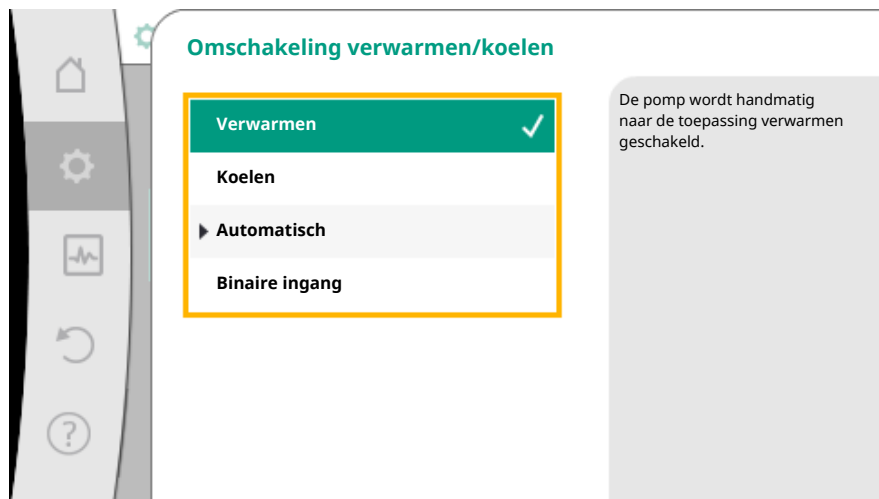 Omschakeling verwarmen/koelen
Verwarmen
Koelen
Automatisch
Binaire ingang
De pomp wordt handmatig
naar de toepassing verwarmen
geschakeld.
?